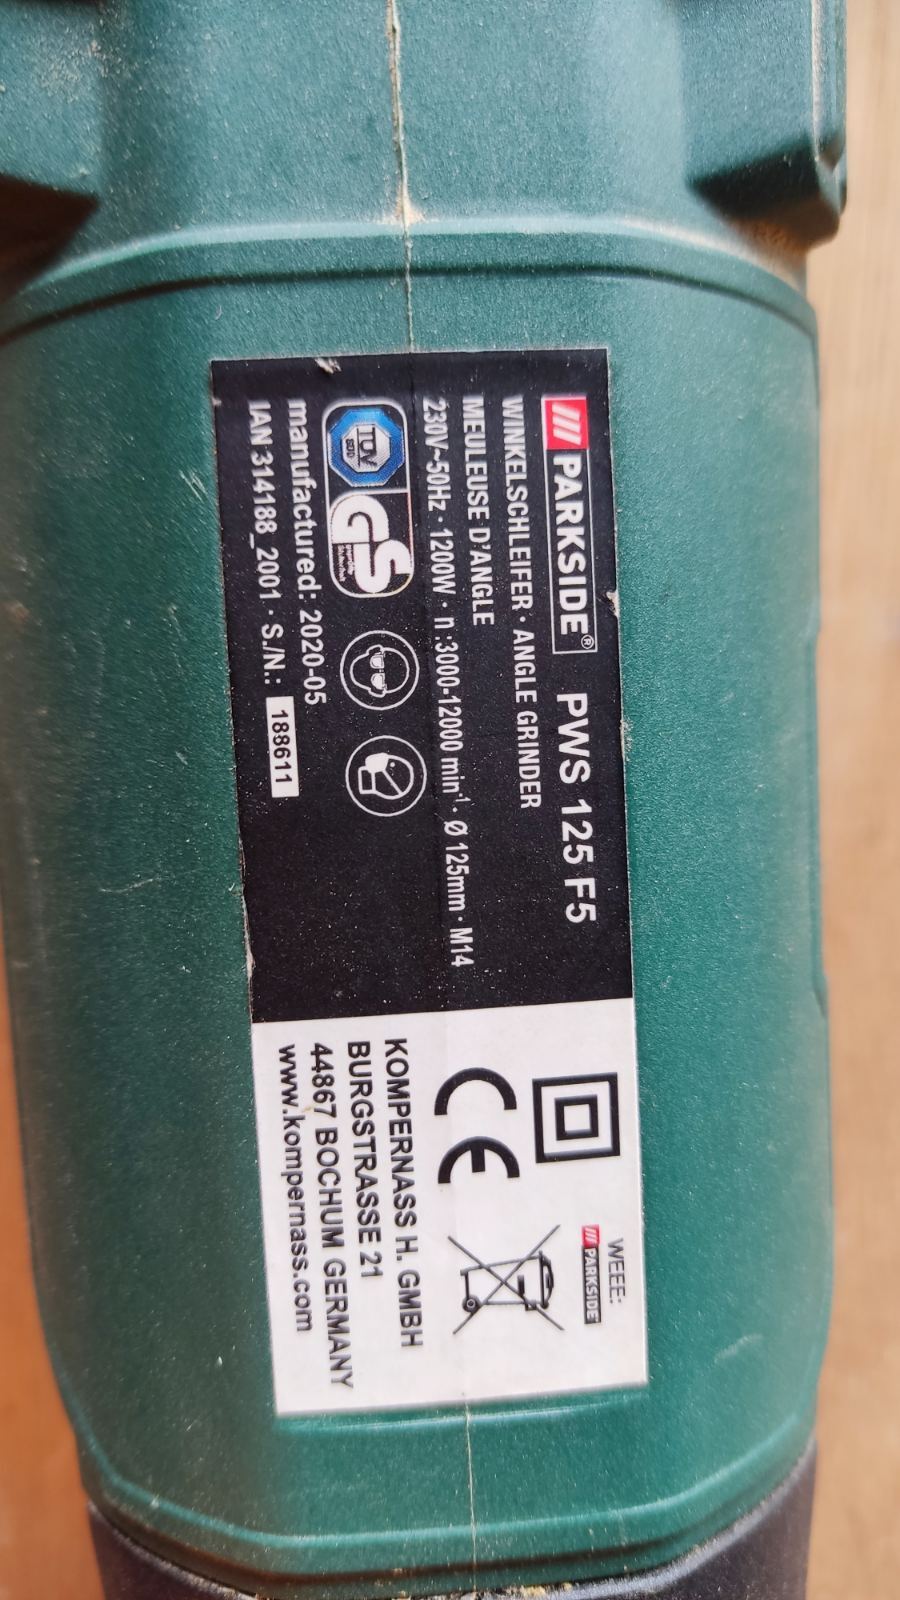 PARKSIDE® PWS 125 F5
WINKELSCHLEIFER · ANGLE GRINDER
MEULEUSE D'ANGLE
230V~50Hz · 1200W · n :3000-12000 min⁻¹ · Ø 125mm · M14
TÜV
SÜD
GS
manufactured: 2020-05
IAN 314188_2001 · S./N.: 188611
WEEE:
PARKSIDE
CE
KOMPERNASS H. GMBH
BURGSTRASSE 21
44867 BOCHUM GERMANY
www.kompernass.com